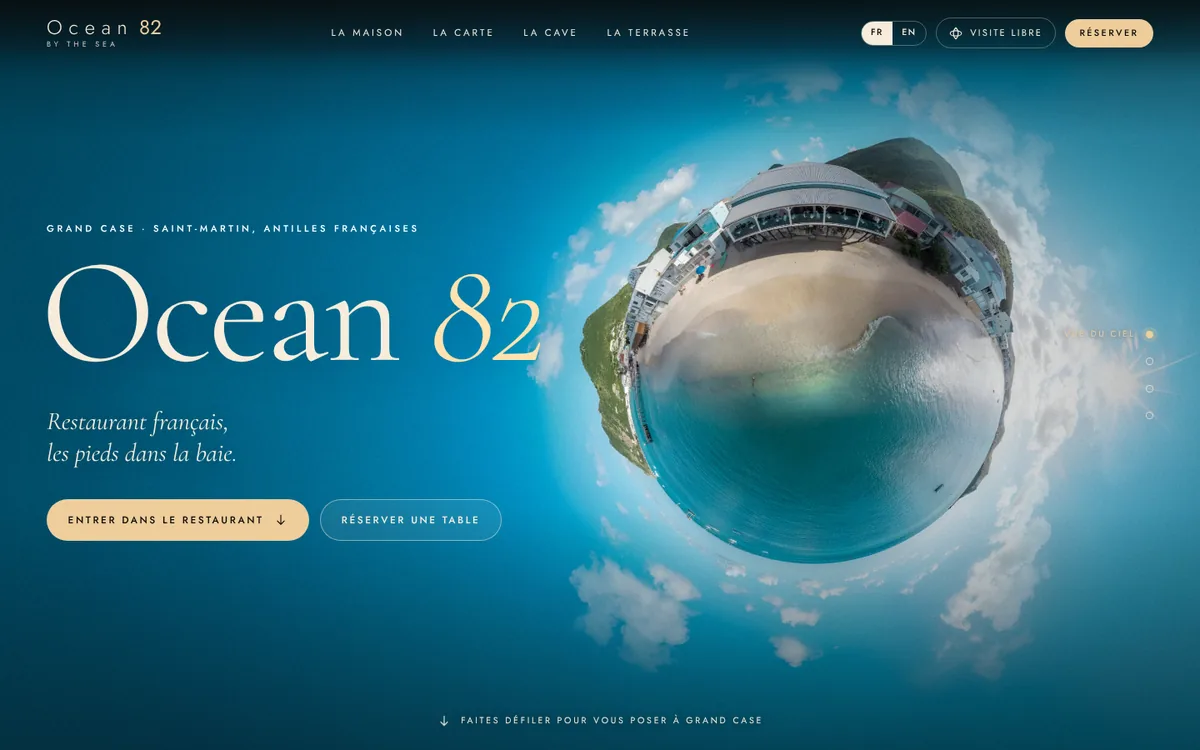 Ocean 82
BY THE SEA
LA MAISON
LA CARTE
LA CAVE
LA TERRASSE
FR
EN
VISITE LIBRE
RÉSERVER
GRAND CASE · SAINT-MARTIN, ANTILLES FRANÇAISES
Ocean 82
DU CIEL
Restaurant français,
les pieds dans la baie.
ENTRER DANS LE RESTAURANT ↓
RÉSERVER UNE TABLE
↓ FAITES DÉFILER POUR VOUS POSER À GRAND CASE